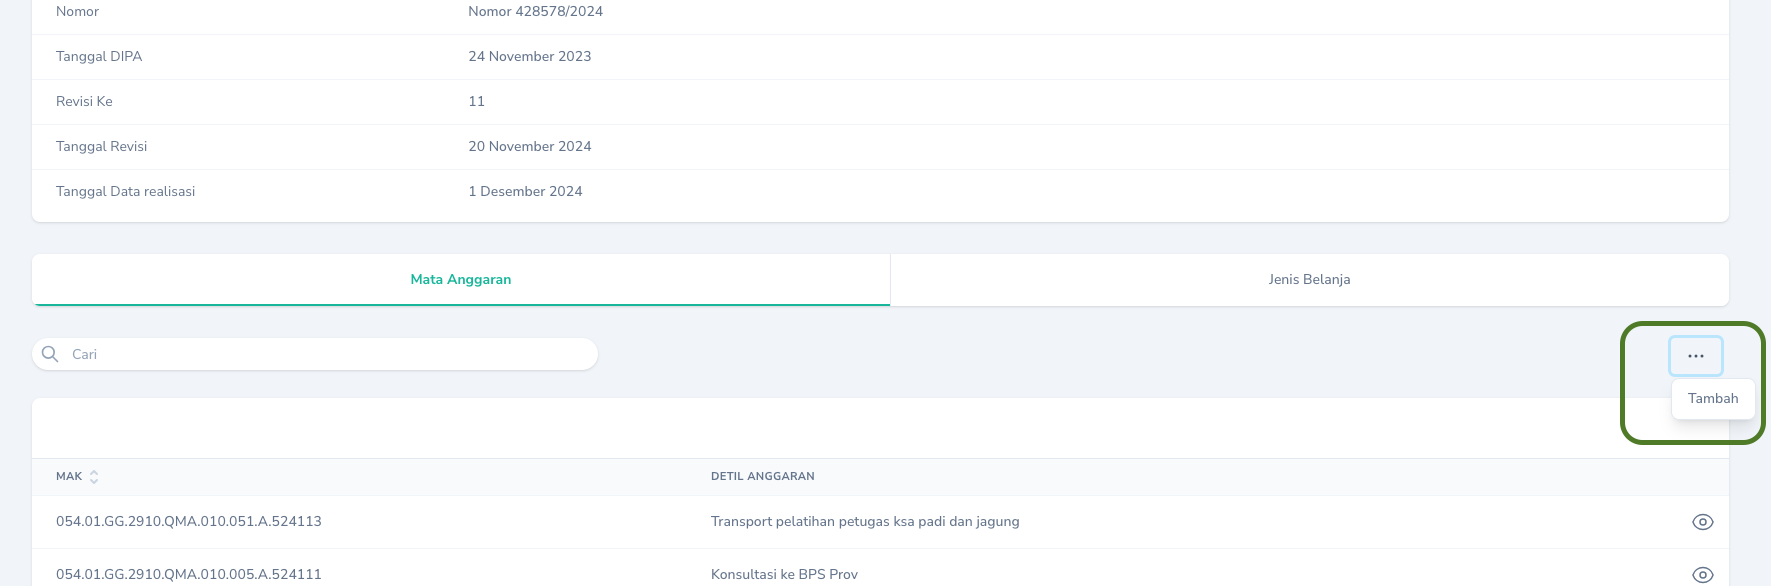 Nomor Nomor 428578/2024
Tanggal DIPA 24 November 2023
Revisi Ke 11
Tanggal Revisi 20 November 2024
Tanggal Data realisasi 1 Desember 2024
Mata Anggaran Jenis Belanja
Cari ...
Tambah
MAK DETIL ANGGARAN
054.01.GG.2910.QMA.010.051.A.524113 Transport pelatihan petugas ksa padi dan jagung
054.01.GG.2910.QMA.010.005.A.524111 Konsultasi ke BPS Prov